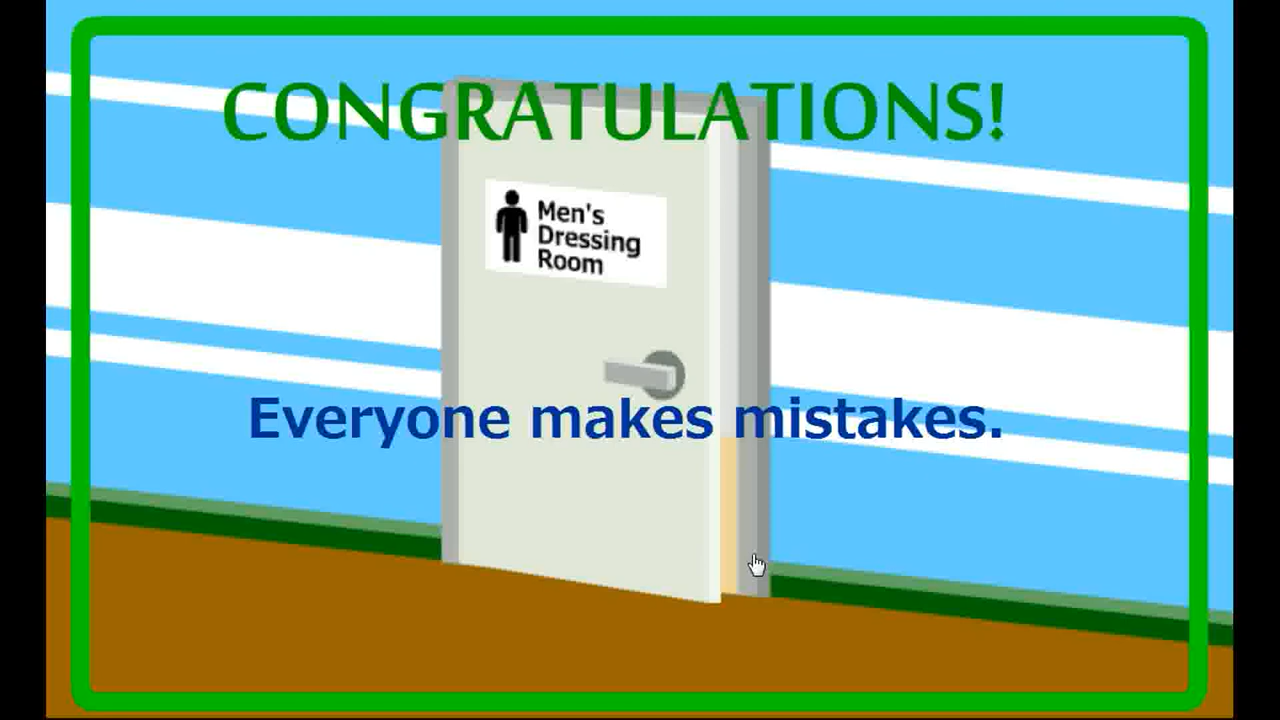 CONGRATULATIONS!
Men's
Dressing
Room
Everyone makes mistakes.